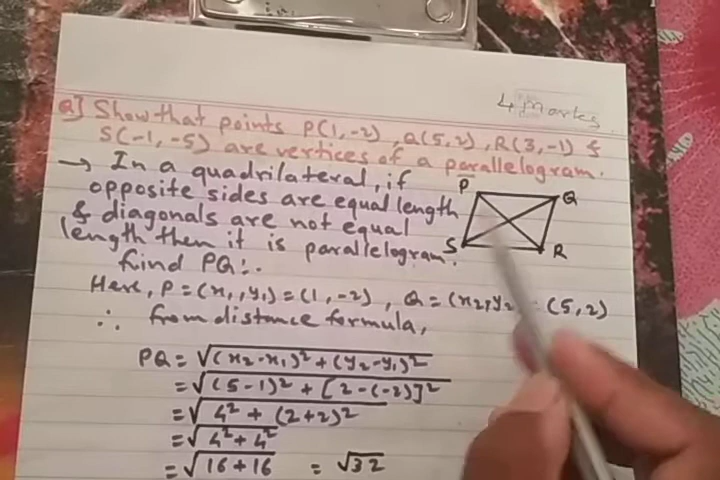 4 marks
Q] Show that points P(1,-2), Q(5,2), R(3,-1) &
S(-1,-5) are vertices of a parallelogram.
→ In a quadrilateral, if
opposite sides are equal length
& diagonals are not equal
length then it is parallelogram.
P
Q
S
R
find PQ:.
Here, P = (x₁, y₁) = (1, -2), Q = (x₂, y₂ = (5, 2)
∴ from distance formula,
PQ = √(x₂-x₁)² + (y₂-y₁)²
= √(5-1)² + [2-(-2)]²
= √4² + (2+2)²
= √4² + 4²
= √16+16 = √32